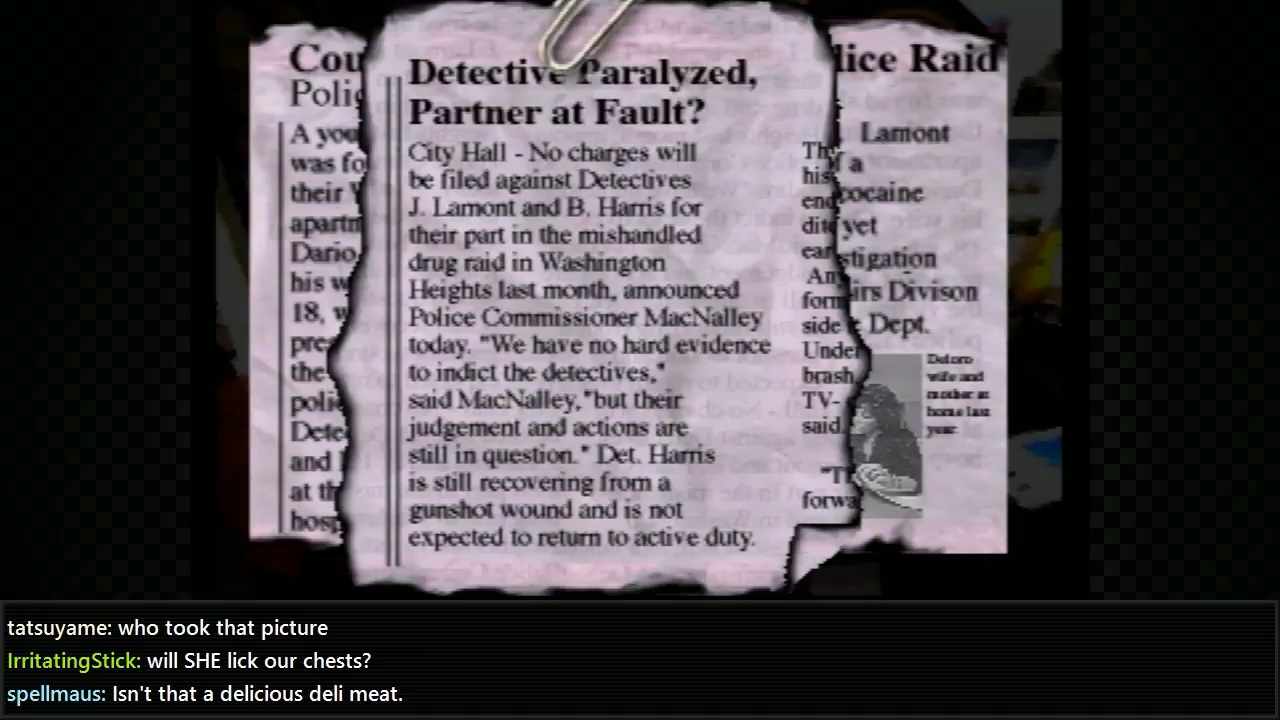 Cou
Polic
A you
was fo
their V
apartn
Dario
his w
18, w
pres
the
polic
Dete
and
at th
hosp
Detective Paralyzed,
Partner at Fault?
City Hall - No charges will
be filed against Detectives
J. Lamont and B. Harris for
their part in the mishandled
drug raid in Washington
Heights last month, announced
Police Commissioner MacNalley
today. "We have no hard evidence
to indict the detectives,"
said MacNalley,"but their
judgement and actions are
still in question." Det. Harris
is still recovering from a
gunshot wound and is not
expected to return to active duty.
Th
his
end
dit
ear
An
form
side
Under
brash
TV-
said
"T
forwa
lice Raid
Lamont
a
cocaine
yet
stigation
irs Divison
Dept.
wife and
mother at
home last
year
tatsuyame: who took that picture
IrritatingStick: will SHE lick our chests?
spellmaus: Isn't that a delicious deli meat.